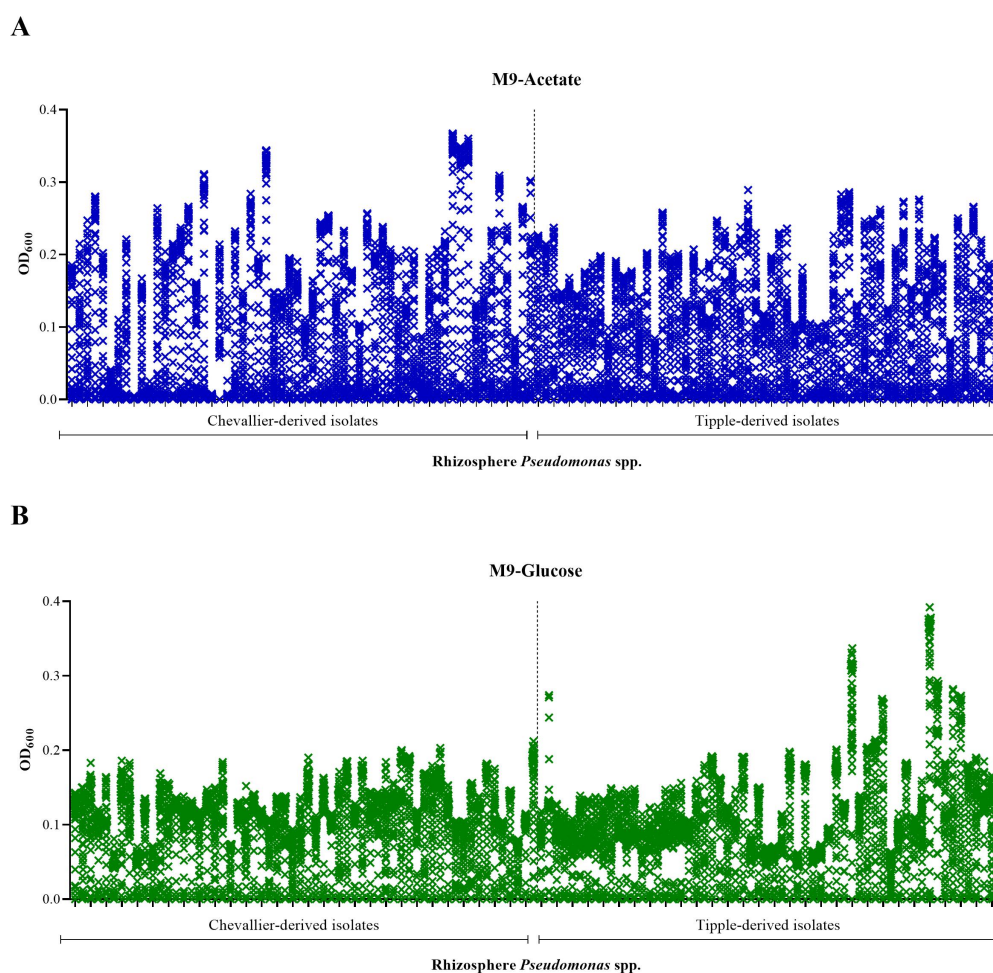 A
M9-Acetate
0.4
0.3
0.2
0.1
0.0
OD600
Chevallier-derived isolates Tipple-derived isolates
Rhizosphere Pseudomonas spp.
B
M9-Glucose
0.4
0.3
0.2
0.1
0.0
OD600
Chevallier-derived isolates Tipple-derived isolates
Rhizosphere Pseudomonas spp.